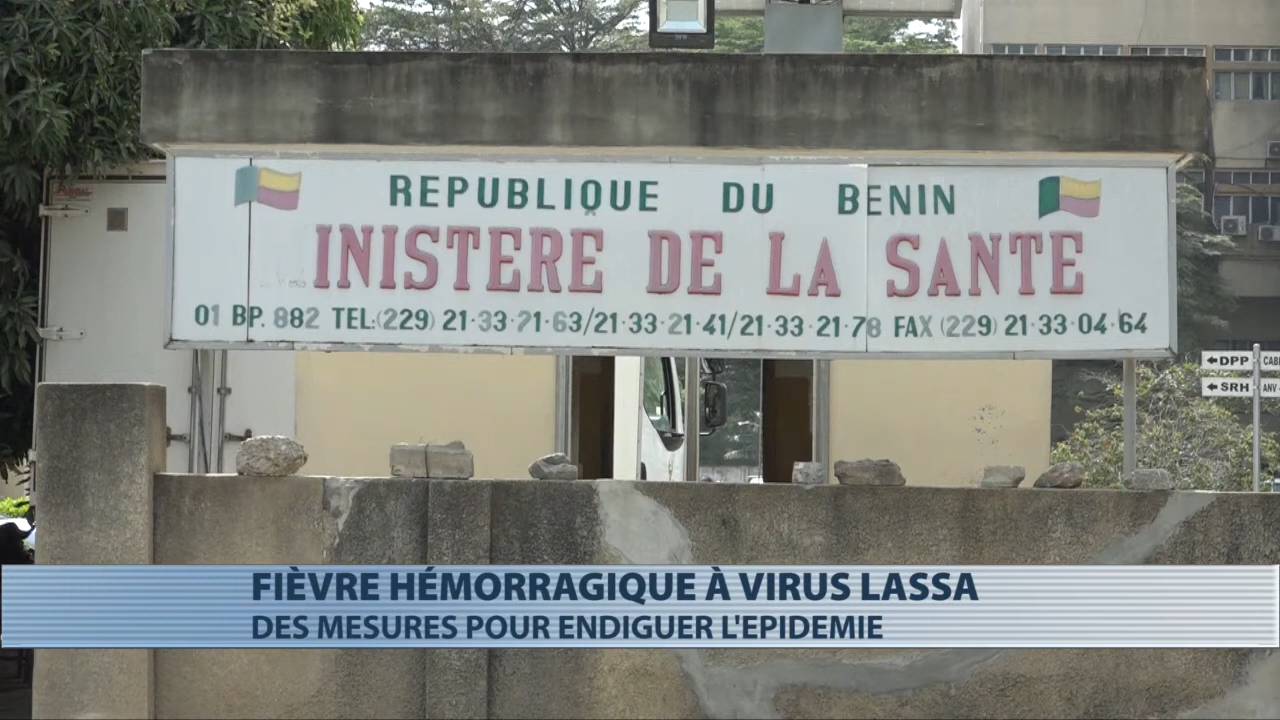 REPUBLIQUE DU BENIN
INISTERE DE LA SANTE
01 BP. 882 TEL:(229) 21·33·21·63/21·33·21·41/21·33·21·78 FAX (229) 21·33·04·64
DPP CABI
SRH ANV
FIÈVRE HÉMORRAGIQUE À VIRUS LASSA
DES MESURES POUR ENDIGUER L'EPIDEMIE